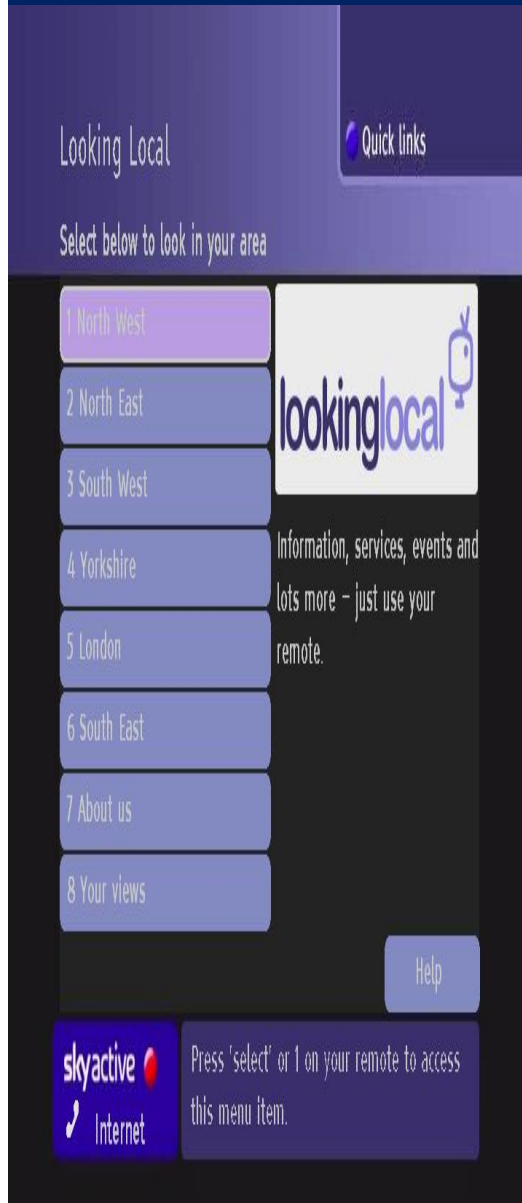 Looking Local
Quick links
Select below to look in your area
1 North West
2 North East
3 South West
4 Yorkshire
5 London
6 South East
7 About us
8 Your views
lookinglocal
Information, services, events and
lots more – just use your
remote.
Help
skyactive
Internet
Press 'select' or 1 on your remote to access
this menu item.